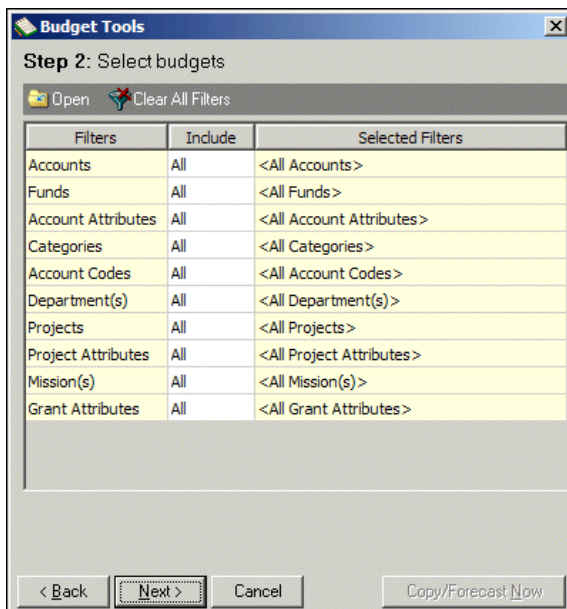 Budget Tools
Step 2: Select budgets
Open Clear All Filters
Filters Include Selected Filters
Accounts All <All Accounts>
Funds All <All Funds>
Account Attributes All <All Account Attributes>
Categories All <All Categories>
Account Codes All <All Account Codes>
Department(s) All <All Department(s)>
Projects All <All Projects>
Project Attributes All <All Project Attributes>
Mission(s) All <All Mission(s)>
Grant Attributes All <All Grant Attributes>
< Back Next > Cancel Copy/Forecast Now